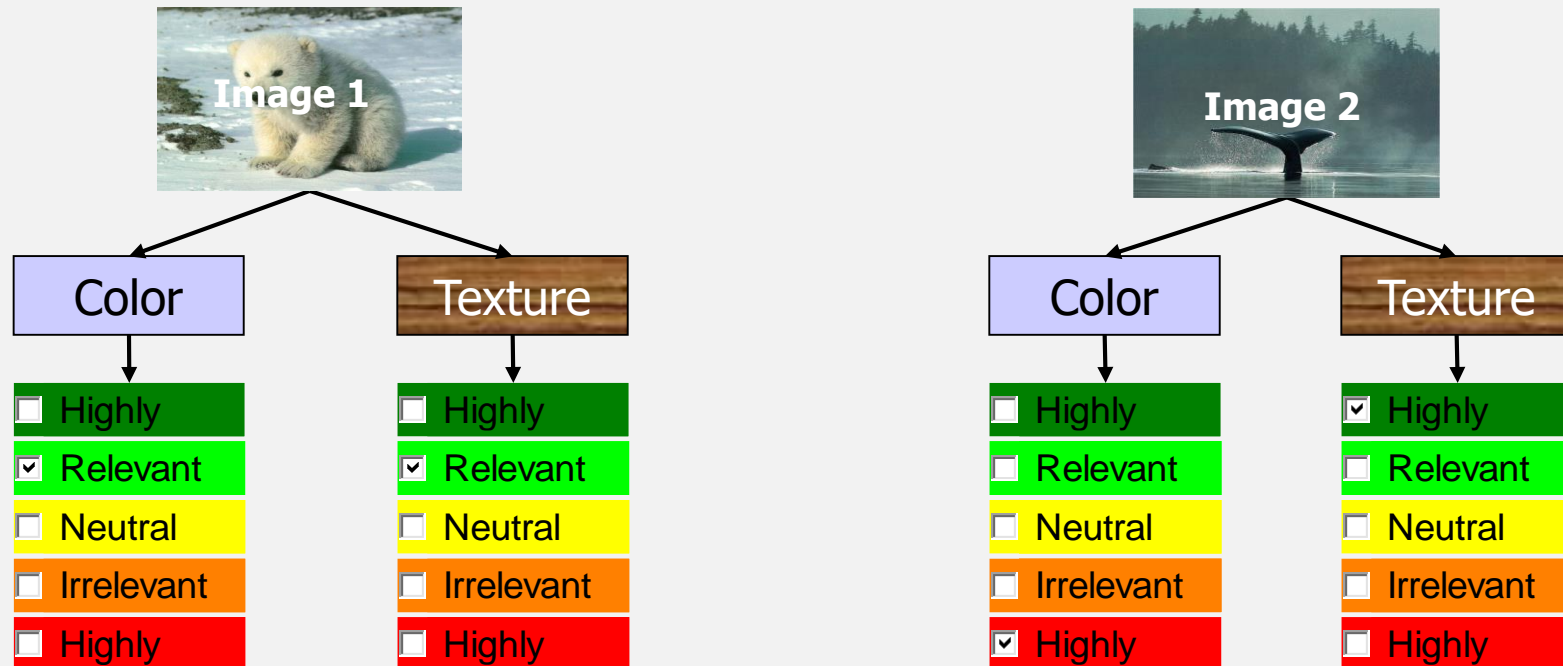 Image 1
Image 2
Color
Texture
Color
Texture
Highly
Highly
Highly
Highly
Relevant
Relevant
Relevant
Relevant
Neutral
Neutral
Neutral
Neutral
Irrelevant
Irrelevant
Irrelevant
Irrelevant
Highly
Highly
Highly
Highly